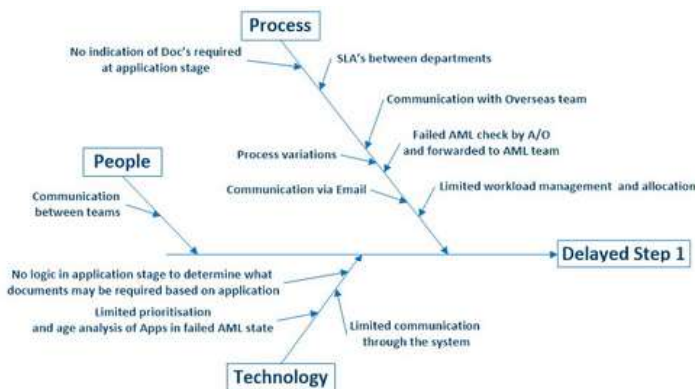 Process
No indication of Doc's required
at application stage
SLA's between departments
Communication with Overseas team
Failed AML check by A/O
and forwarded to AML team
Process variations
People
Communication via Email
Limited workload management and allocation
Communication
between teams
Delayed Step 1
No logic in application stage to determine what
documents may be required based on application
Limited prioritisation
and age analysis of Apps in failed AML state
Limited communication
through the system
Technology